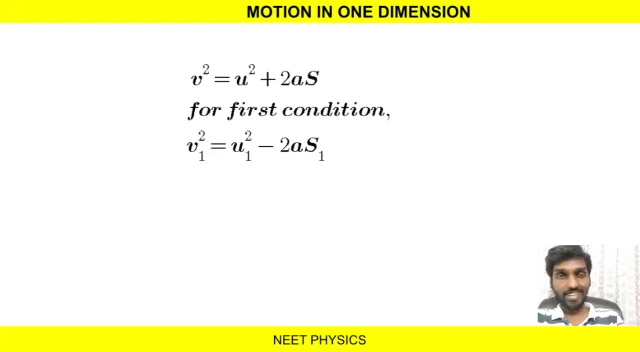 MOTION IN ONE DIMENSION
v² = u² + 2aS
for first condition,
v₁² = u₁² − 2aS₁
NEET PHYSICS